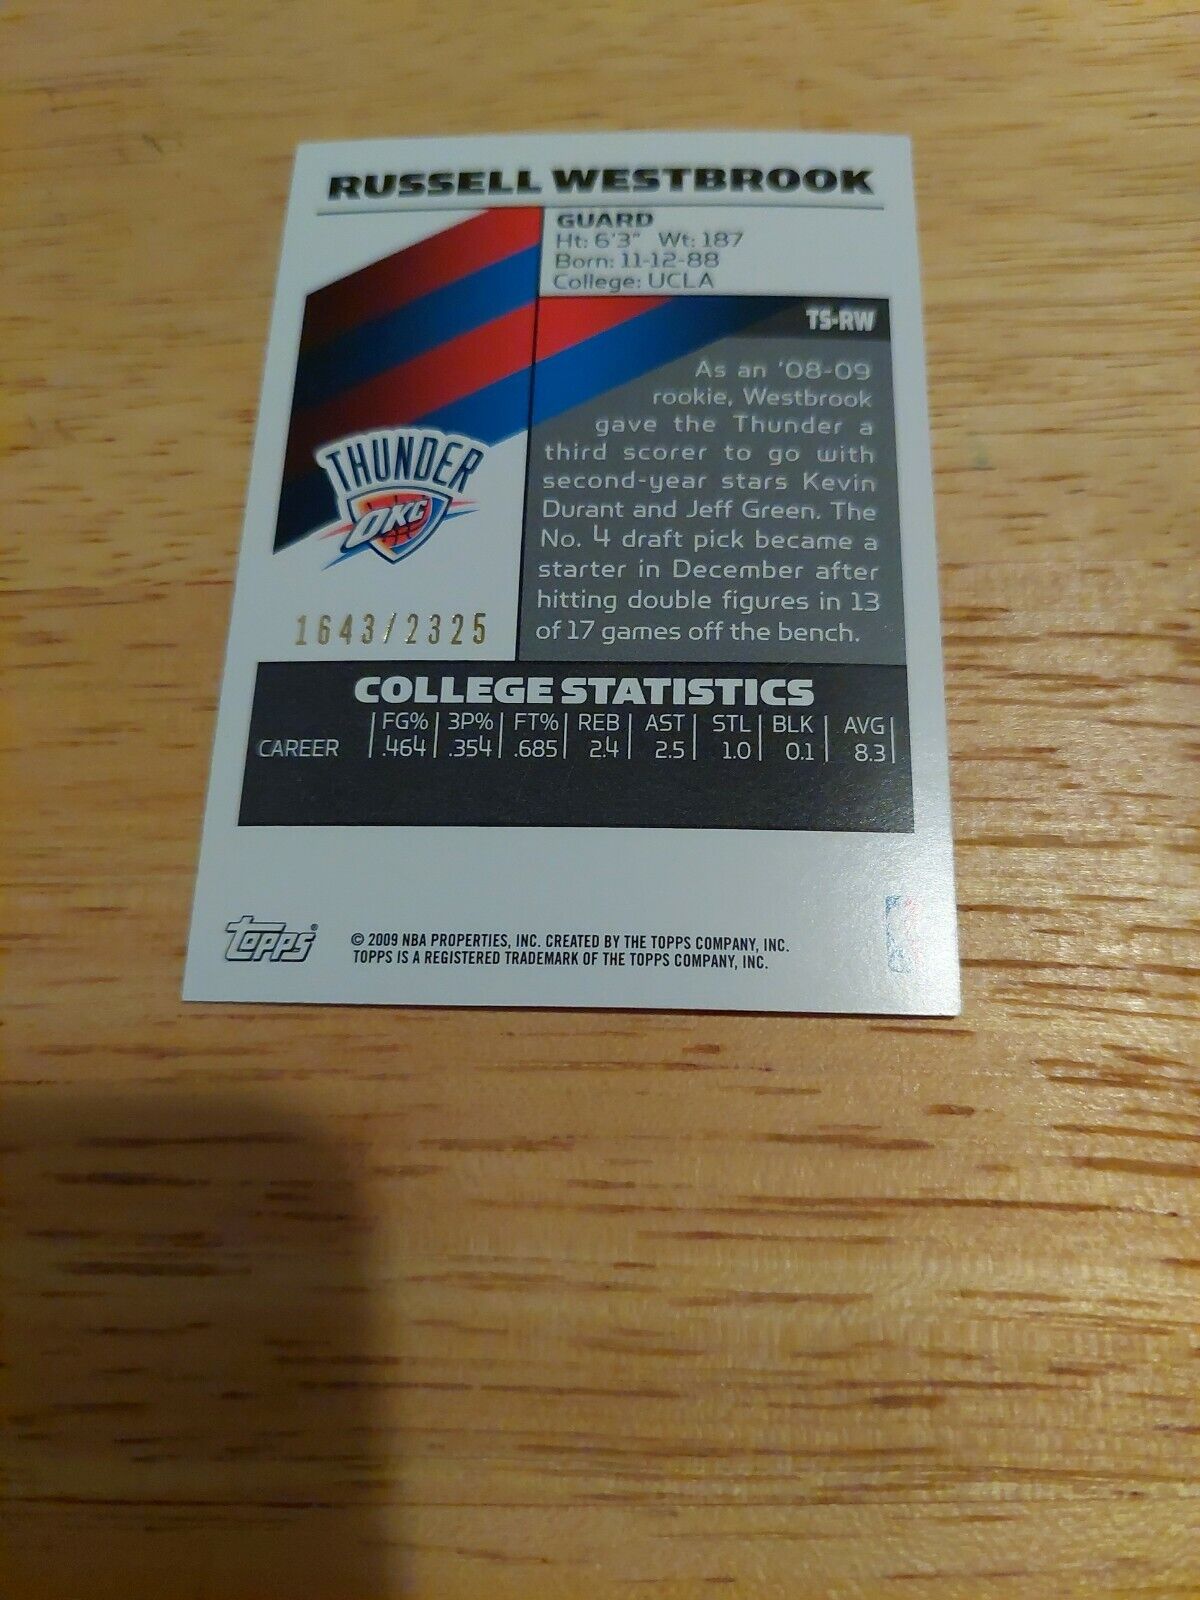 RUSSELL WESTBROOK
GUARD
Ht: 6'3" Wt: 187
Born: 11-12-88
College: UCLA
TS-RW
As an '08-09
rookie, Westbrook
gave the Thunder a
third scorer to go with
second-year stars Kevin
Durant and Jeff Green. The
No. 4 draft pick became a
starter in December after
hitting double figures in 13
of 17 games off the bench.
THUNDER
OKC
1643/2325
COLLEGE STATISTICS
FG% 3P% FT% REB AST STL BLK AVG
CAREER .464 .354 .685 2.4 2.5 1.0 0.1 8.3
Topps®
© 2009 NBA PROPERTIES, INC. CREATED BY THE TOPPS COMPANY, INC.
TOPPS IS A REGISTERED TRADEMARK OF THE TOPPS COMPANY, INC.